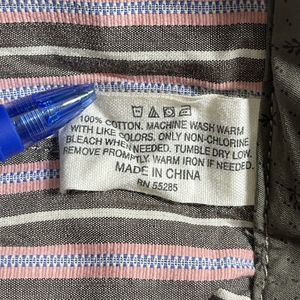 100% COTTON. MACHINE WASH WARM
WITH LIKE COLORS. ONLY NON-CHLORINE
BLEACH WHEN NEEDED. TUMBLE DRY LOW.
REMOVE PROMPTLY. WARM IRON IF NEEDED.
MADE IN CHINA
RN 55285